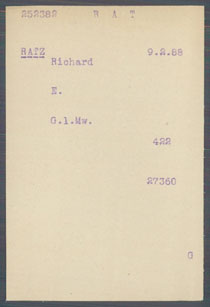 252382 R A T
RATZ 9.2.88
Richard
E.
G.l.Mw.
422
27360
G